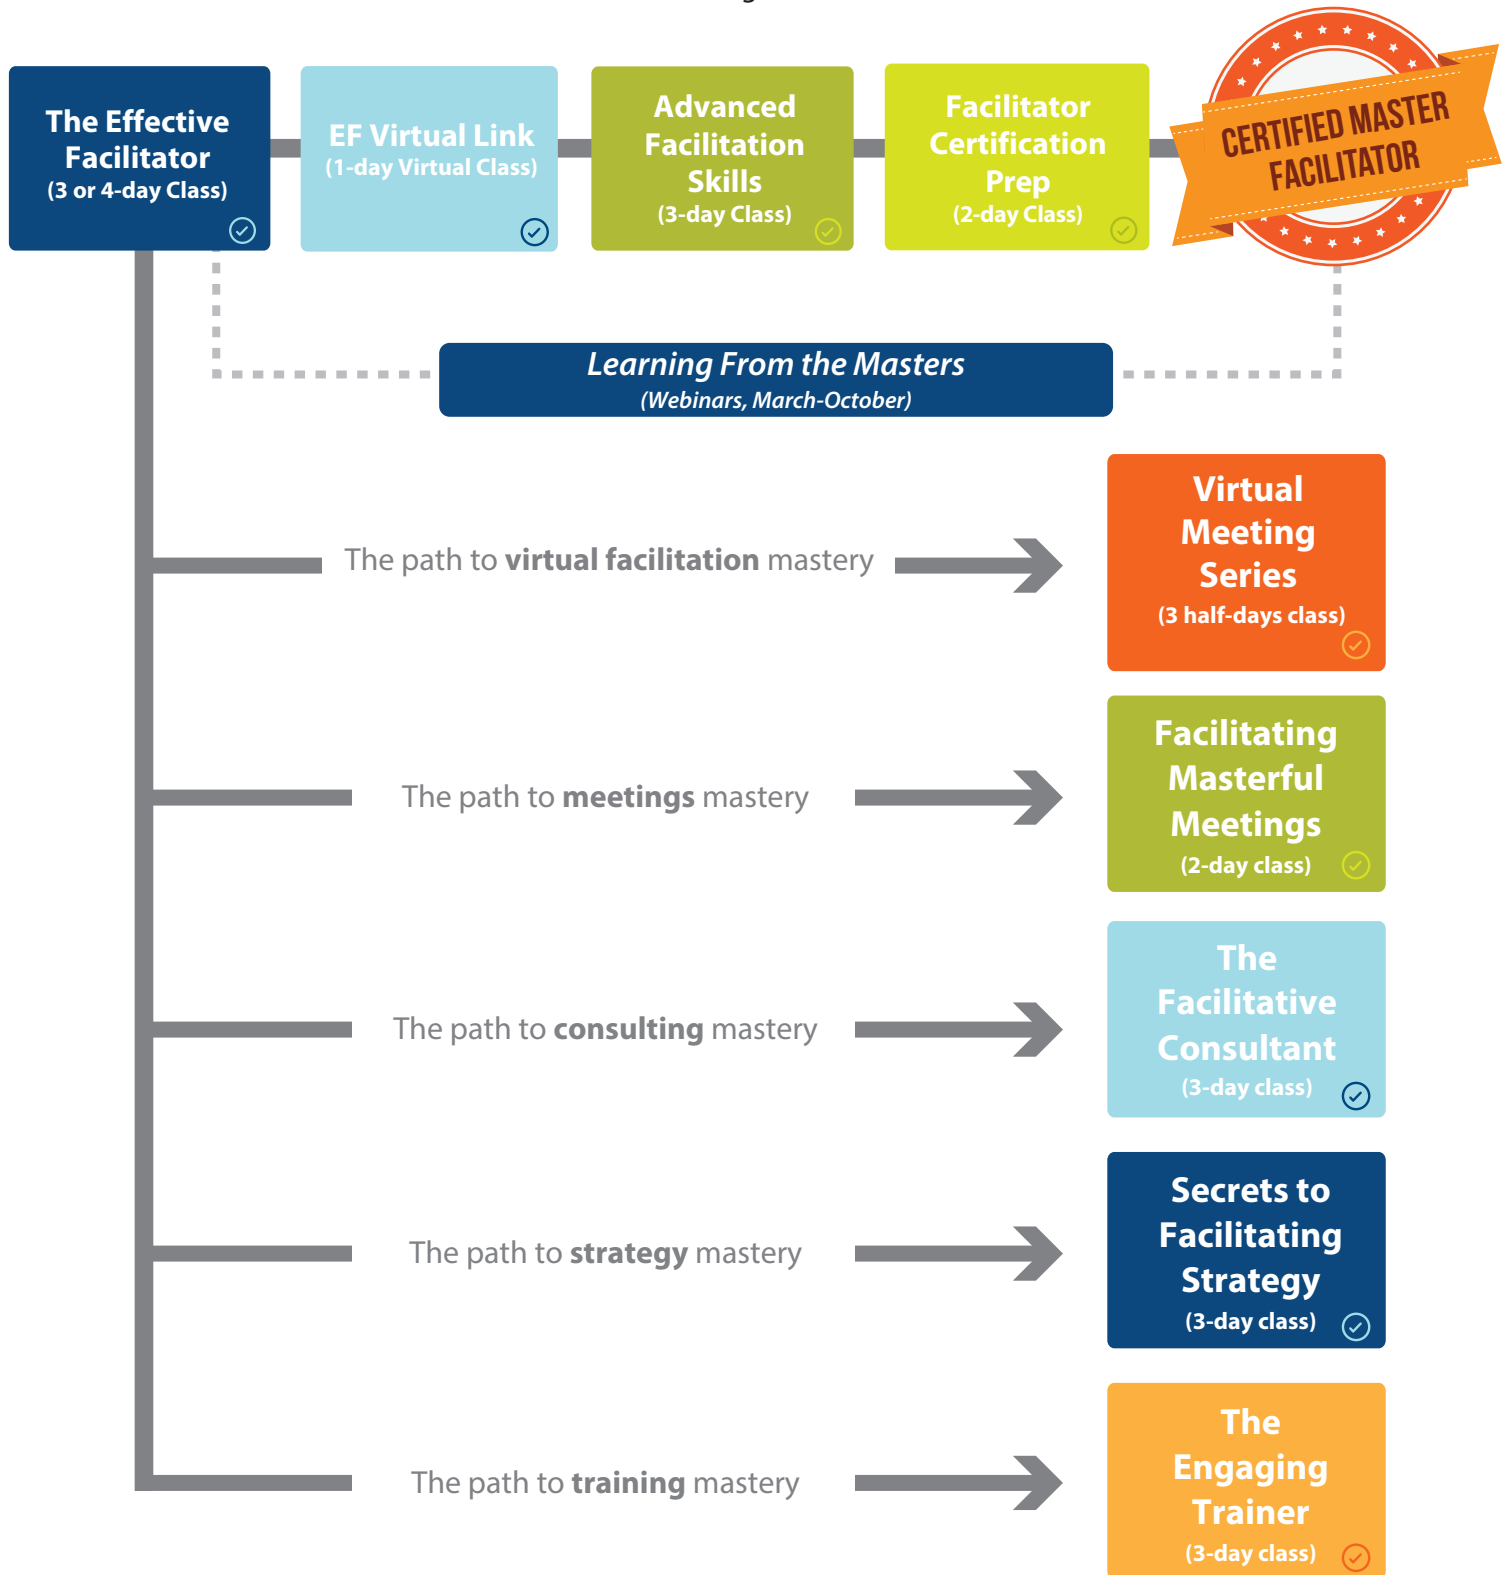 The Effective
Facilitator
(3 or 4-day Class)
EF Virtual Link
(1-day Virtual Class)
Advanced
Facilitation
Skills
(3-day Class)
Facilitator
Certification
Prep
(2-day Class)
CERTIFIED MASTER
FACILITATOR
Learning From the Masters
(Webinars, March-October)
The path to virtual facilitation mastery
Virtual
Meeting
Series
(3 half-days class)
The path to meetings mastery
Facilitating
Masterful
Meetings
(2-day class)
The path to consulting mastery
The
Facilitative
Consultant
(3-day class)
The path to strategy mastery
Secrets to
Facilitating
Strategy
(3-day class)
The path to training mastery
The
Engaging
Trainer
(3-day class)